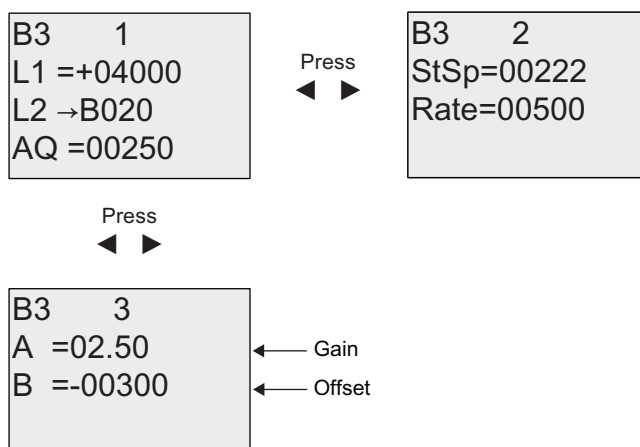 B3 1
L1 =+04000
L2 →B020
AQ =00250
Press
◄ ►
B3 2
StSp=00222
Rate=00500
Press
◄ ►
B3 3
A =02.50
B =-00300
Gain
Offset